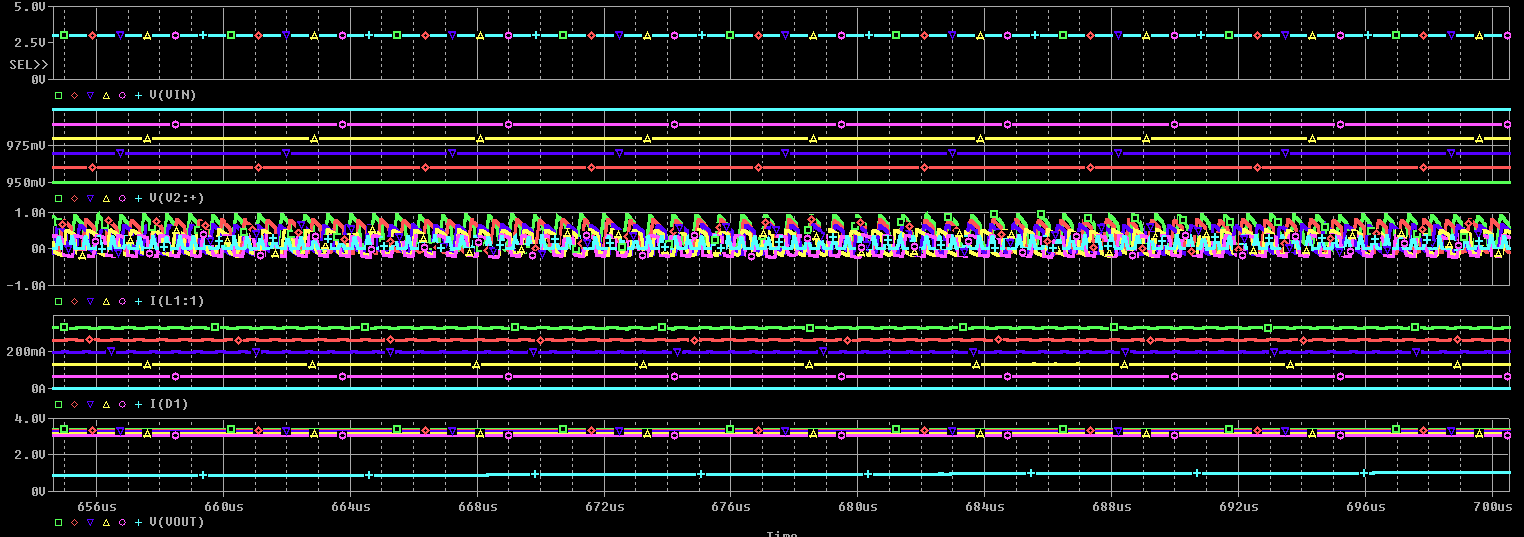 5.0V
2.5V
SEL>>
0V
V(VIN)
975mV
950mV
V(V2:+)
1.0A
0A
-1.0A
I(L1:1)
200mA
0A
I(D1)
4.0V
2.0V
0V
656us 660us 664us 668us 672us 676us 680us 684us 688us 692us 696us 700us
V(VOUT)
Time